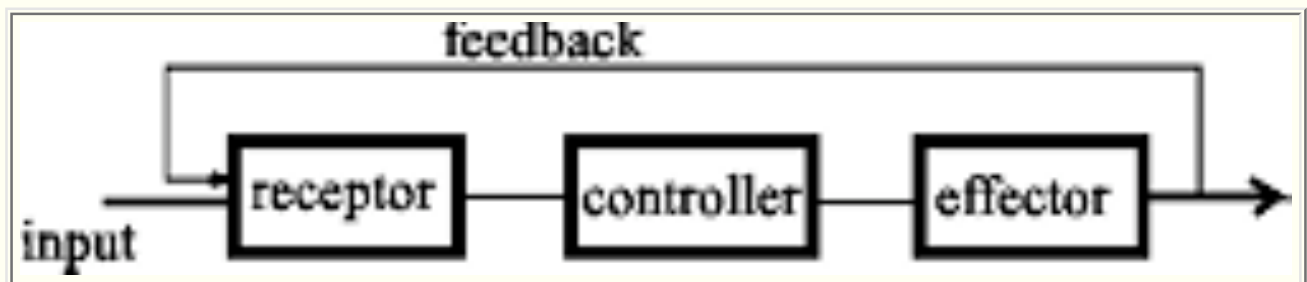 feedback
receptor
controller
effector
input